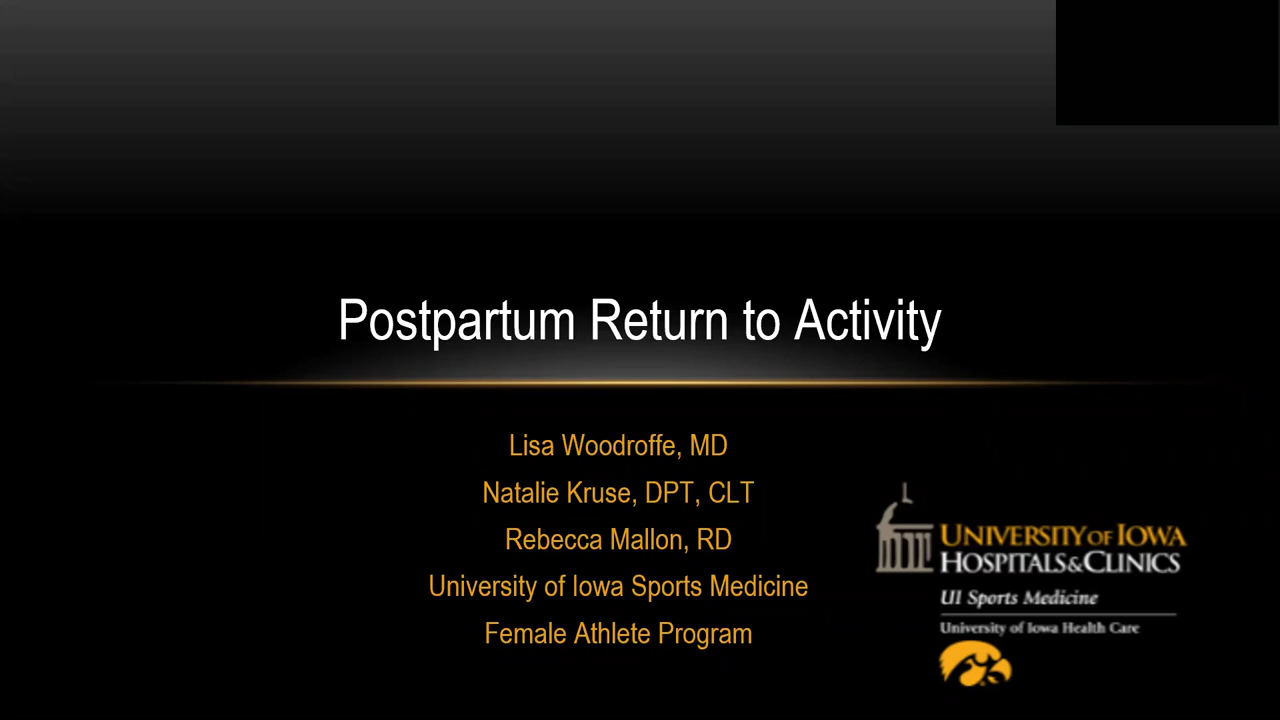 Postpartum Return to Activity
Lisa Woodroffe, MD
Natalie Kruse, DPT, CLT
Rebecca Mallon, RD
University of Iowa Sports Medicine
Female Athlete Program
UNIVERSITY OF IOWA
HOSPITALS & CLINICS
UI Sports Medicine
University of Iowa Health Care